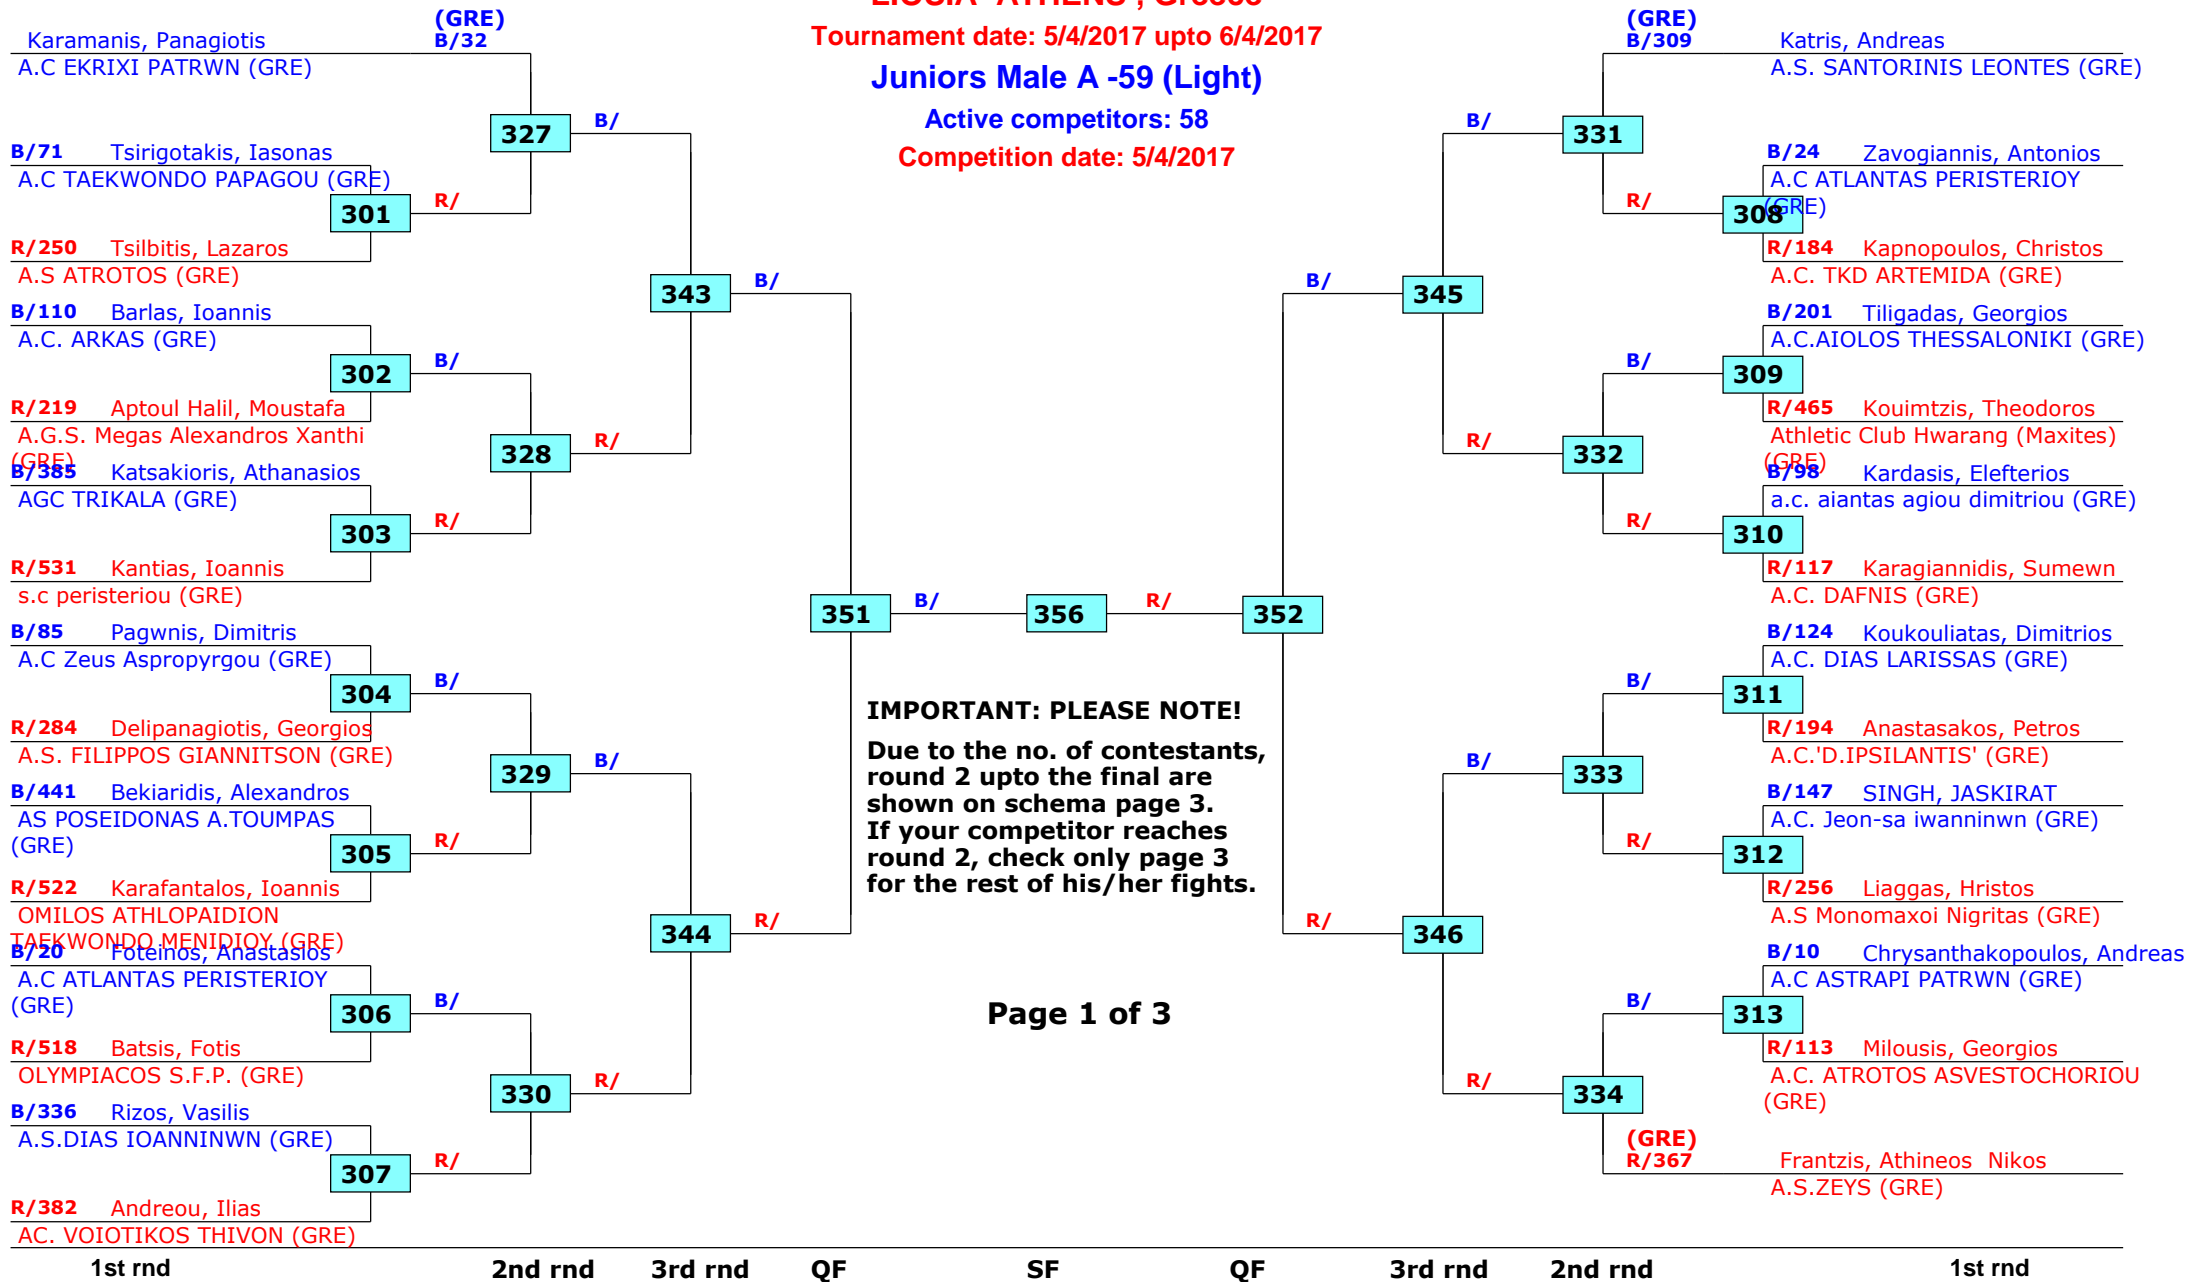 LIOSIA ATHENS , Greece
Tournament date: 5/4/2017 upto 6/4/2017
Juniors Male A -59 (Light)
Active competitors: 58
Competition date: 5/4/2017
(GRE)
B/32
Karamanis, Panagiotis
A.C EKRIXI PATRWN (GRE)
327
B/
B/71 Tsirigotakis, Iasonas
A.C TAEKWONDO PAPAGOU (GRE)
301
R/
R/250 Tsilbitis, Lazaros
A.S ATROTOS (GRE)
343
B/
B/110 Barlas, Ioannis
A.C. ARKAS (GRE)
302
B/
R/219 Aptoul Halil, Moustafa
A.G.S. Megas Alexandros Xanthi
(GRE)
328
R/
B/385 Katsakioris, Athanasios
AGC TRIKALA (GRE)
303
R/
R/531 Kantias, Ioannis
s.c peristeriou (GRE)
351
B/
B/85 Pagwnis, Dimitris
A.C Zeus Aspropyrgou (GRE)
304
B/
R/284 Delipanagiotis, Georgios
A.S. FILIPPOS GIANNITSON (GRE)
329
B/
B/441 Bekiaridis, Alexandros
AS POSEIDONAS A.TOUMPAS
(GRE)
305
R/
R/522 Karafantalos, Ioannis
OMILOS ATHLOPAIDION
TAEKWONDO MENIDIOY (GRE)
344
R/
B/20 Foteinos, Anastasios
A.C ATLANTAS PERISTERIOY
(GRE)
306
B/
R/518 Batsis, Fotis
OLYMPIACOS S.F.P. (GRE)
330
R/
B/336 Rizos, Vasilis
A.S.DIAS IOANNINWN (GRE)
307
R/
R/382 Andreou, Ilias
AC. VOIOTIKOS THIVON (GRE)
356
IMPORTANT: PLEASE NOTE!
Due to the no. of contestants,
round 2 upto the final are
shown on schema page 3.
If your competitor reaches
round 2, check only page 3
for the rest of his/her fights.
Page 1 of 3
(GRE)
B/309
Katris, Andreas
A.S. SANTORINIS LEONTES (GRE)
B/
331
B/24 Zavogiannis, Antonios
A.C ATLANTAS PERISTERIOY
(GRE)
R/
308
R/184 Kapnopoulos, Christos
A.C. TKD ARTEMIDA (GRE)
B/
345
B/201 Tiligadas, Georgios
A.C.AIOLOS THESSALONIKI (GRE)
B/
309
R/465 Kouimtzis, Theodoros
Athletic Club Hwarang (Maxites)
(GRE)
R/
332
B/98 Kardasis, Elefterios
a.c. aiantas agiou dimitriou (GRE)
R/
310
R/117 Karagiannidis, Sumewn
A.C. DAFNIS (GRE)
R/
352
B/124 Koukouliatas, Dimitrios
A.C. DIAS LARISSAS (GRE)
B/
311
R/194 Anastasakos, Petros
A.C.'D.IPSILANTIS' (GRE)
B/
333
B/147 SINGH, JASKIRAT
A.C. Jeon-sa iwanninwn (GRE)
R/
312
R/256 Liaggas, Hristos
A.S Monomaxoi Nigritas (GRE)
R/
346
B/10 Chrysanthakopoulos, Andreas
A.C ASTRAPI PATRWN (GRE)
B/
313
R/113 Milousis, Georgios
A.C. ATROTOS ASVESTOCHORIOU
(GRE)
R/
334
(GRE)
R/367
Frantzis, Athineos Nikos
A.S.ZEYS (GRE)
1st rnd 2nd rnd 3rd rnd QF SF QF 3rd rnd 2nd rnd 1st rnd